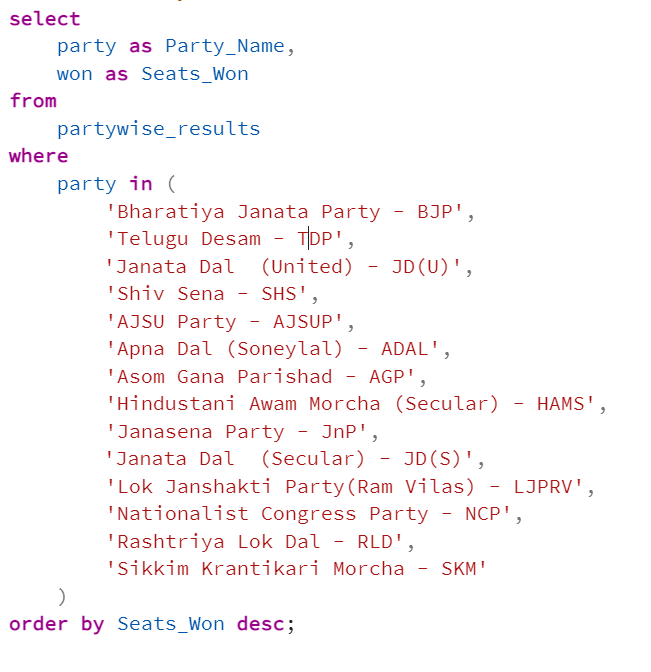 select
    party as Party_Name,
    won as Seats_Won
from
    partywise_results
where
    party in (
        'Bharatiya Janata Party - BJP',
        'Telugu Desam - TDP',
        'Janata Dal  (United) - JD(U)',
        'Shiv Sena - SHS',
        'AJSU Party - AJSUP',
        'Apna Dal (Soneylal) - ADAL',
        'Asom Gana Parishad - AGP',
        'Hindustani Awam Morcha (Secular) - HAMS',
        'Janasena Party - JnP',
        'Janata Dal  (Secular) - JD(S)',
        'Lok Janshakti Party(Ram Vilas) - LJPRV',
        'Nationalist Congress Party - NCP',
        'Rashtriya Lok Dal - RLD',
        'Sikkim Krantikari Morcha - SKM'
    )
order by Seats_Won desc;